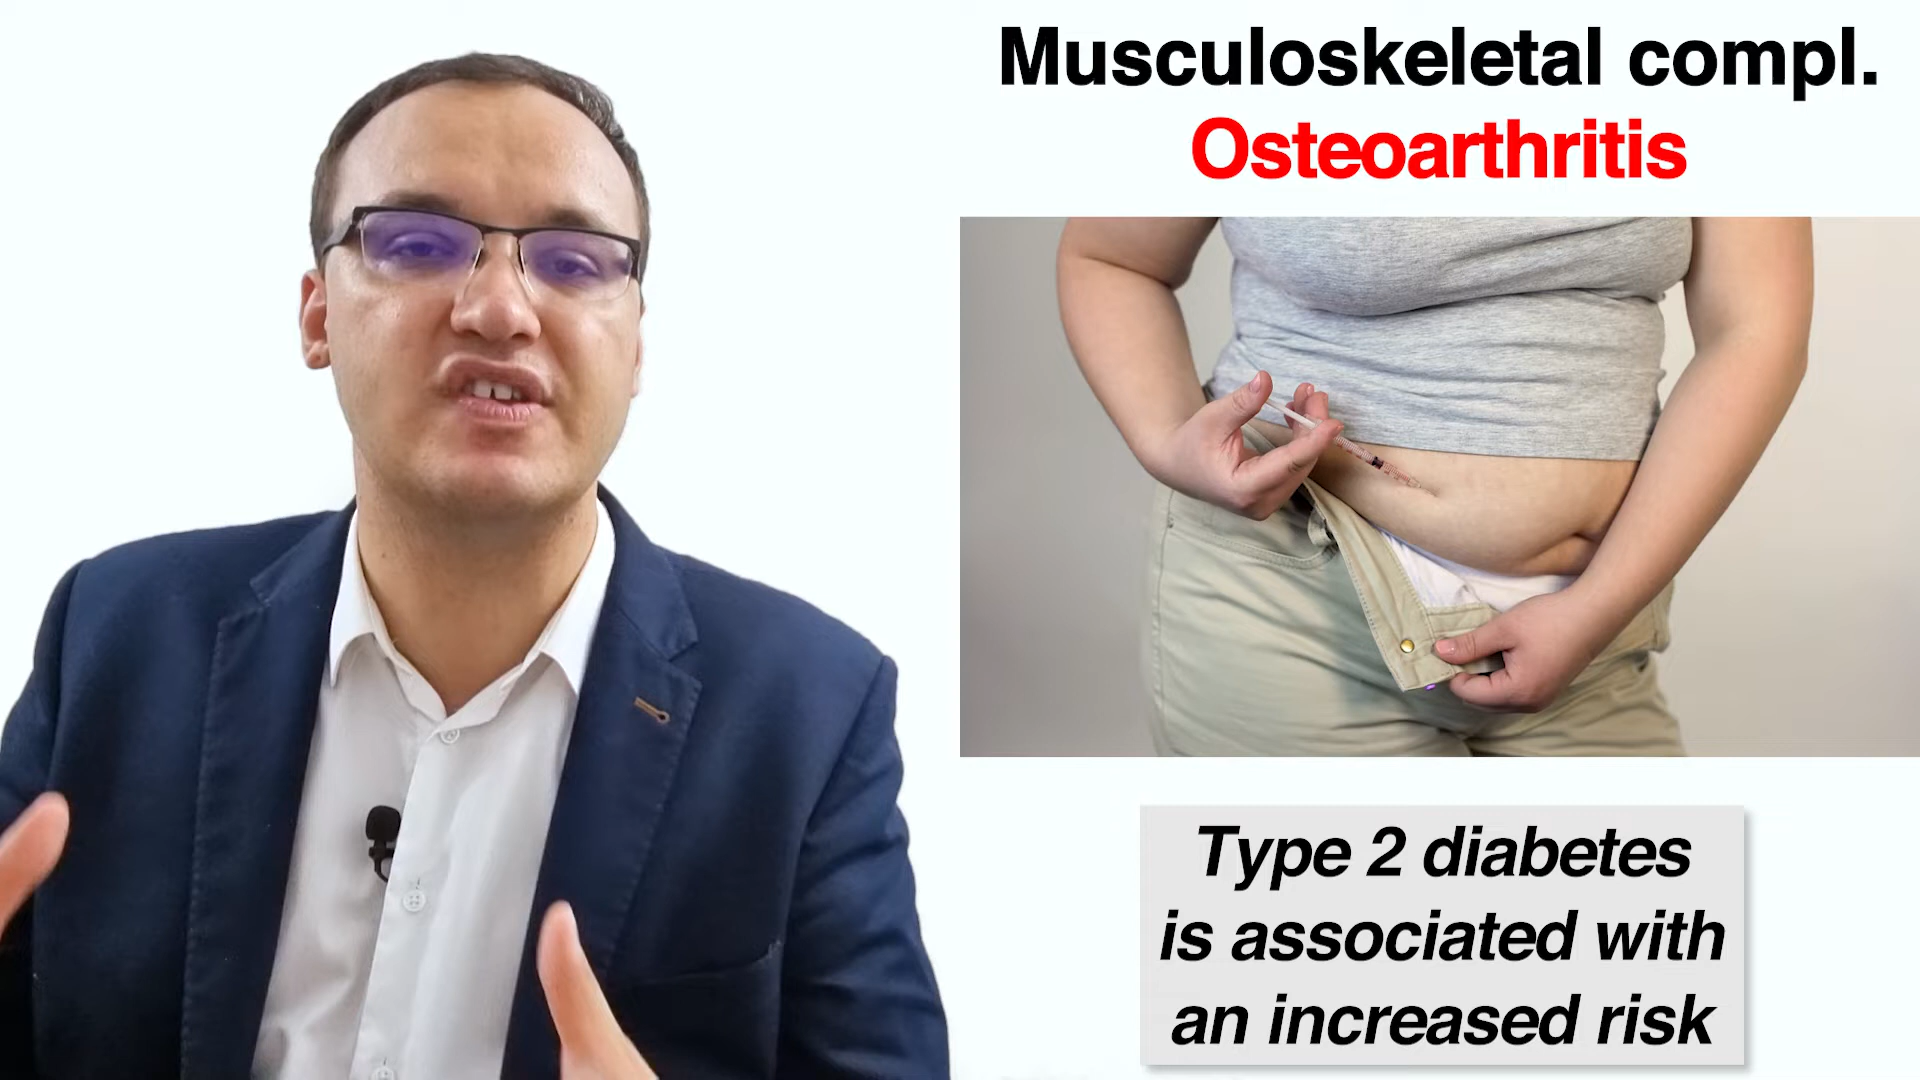 Musculoskeletal compl.
Osteoarthritis
Type 2 diabetes
is associated with
an increased risk